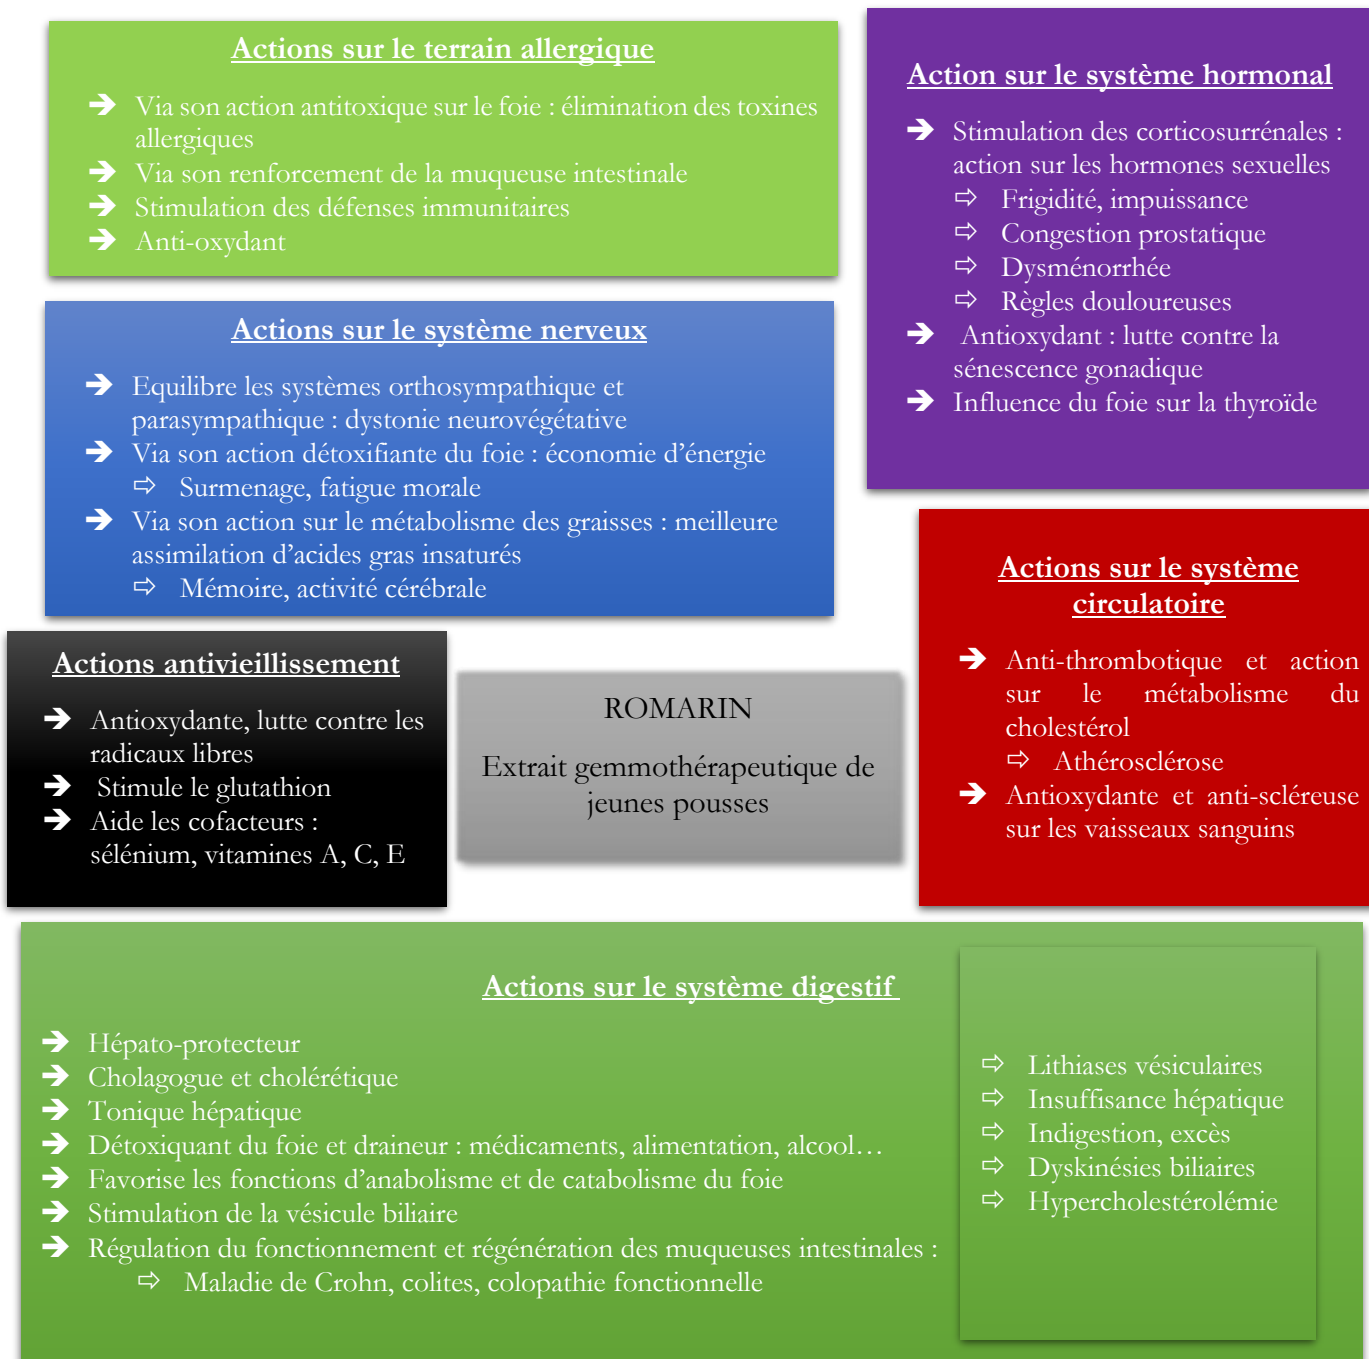 Actions sur le terrain allergique
➔ Via son action antitoxique sur le foie : élimination des toxines
allergiques
➔ Via son renforcement de la muqueuse intestinale
➔ Stimulation des défenses immunitaires
➔ Anti-oxydant
Action sur le système hormonal
➔ Stimulation des corticosurrénales :
action sur les hormones sexuelles
⇨ Frigidité, impuissance
⇨ Congestion prostatique
⇨ Dysménorrhée
⇨ Règles douloureuses
➔ Antioxydant : lutte contre la
sénescence gonadique
➔ Influence du foie sur la thyroïde
Actions sur le système nerveux
➔ Equilibre les systèmes orthosympathique et
parasympathique : dystonie neurovégétative
➔ Via son action détoxifiante du foie : économie d’énergie
⇨ Surmenage, fatigue morale
➔ Via son action sur le métabolisme des graisses : meilleure
assimilation d’acides gras insaturés
⇨ Mémoire, activité cérébrale
Actions sur le système
circulatoire
➔ Anti-thrombotique et action
sur le métabolisme du
cholestérol
⇨ Athérosclérose
➔ Antioxydante et anti-scléreuse
sur les vaisseaux sanguins
Actions antivieillissement
➔ Antioxydante, lutte contre les
radicaux libres
➔ Stimule le glutathion
➔ Aide les cofacteurs :
sélénium, vitamines A, C, E
ROMARIN
Extrait gemmothérapeutique de
jeunes pousses
Actions sur le système digestif
➔ Hépato-protecteur
➔ Cholagogue et cholérétique
➔ Tonique hépatique
➔ Détoxiquant du foie et draineur : médicaments, alimentation, alcool…
➔ Favorise les fonctions d’anabolisme et de catabolisme du foie
➔ Stimulation de la vésicule biliaire
➔ Régulation du fonctionnement et régénération des muqueuses intestinales :
⇨ Maladie de Crohn, colites, colopathie fonctionnelle
⇨ Lithiases vésiculaires
⇨ Insuffisance hépatique
⇨ Indigestion, excès
⇨ Dyskinésies biliaires
⇨ Hypercholestérolémie